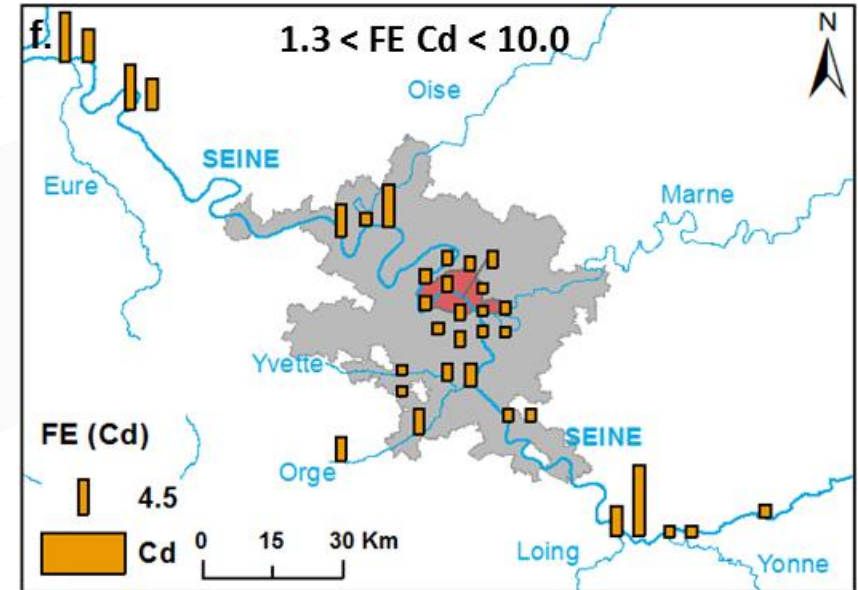 f.
1.3 < FE Cd < 10.0
N
Oise
SEINE
Eure
Marne
Yvette
FE (Cd)
SEINE
Orge
4.5
Cd
0 15 30 Km
Loing
Yonne